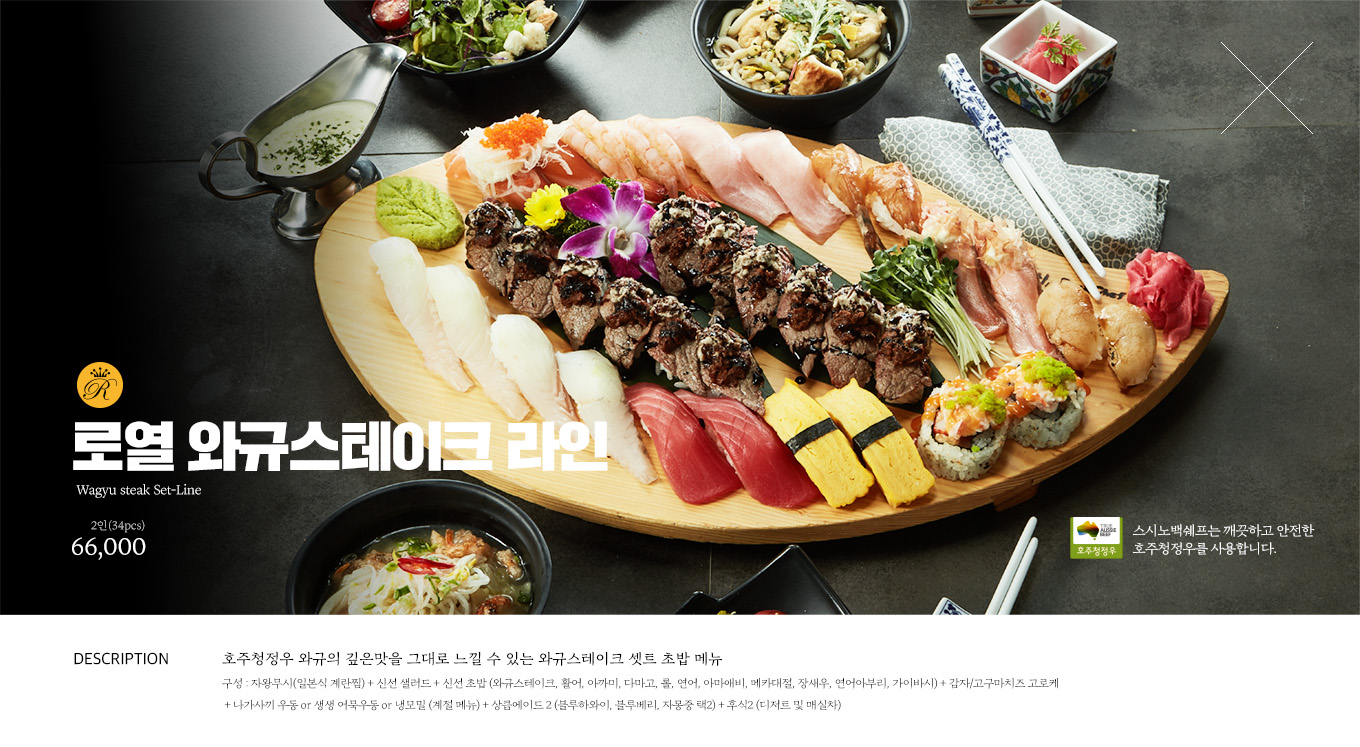 R
로열 와규스테이크 라인
Wagyu steak Set-Line
2인(34pcs)
66,000
TRUE
AUSSIE
BEEF
호주청정우
스시노백쉐프는 깨끗하고 안전한
호주청정우를 사용합니다.
DESCRIPTION
호주청정우 와규의 깊은맛을 그대로 느낄 수 있는 와규스테이크 셋트 초밥 메뉴
구성 : 자왕무시(일본식 계란찜) + 신선 샐러드 + 신선 초밥 (와규스테이크, 활어, 아까미, 다마고, 롤, 연어, 아마애비, 메카대절, 장새우, 연어아부리, 가이바시) + 감자/고구마치즈 고로케
+ 나가사끼 우동 or 생생 어묵우동 or 냉모밀 (계절 메뉴) + 상큼에이드 2 (블루하와이, 블루베리, 자몽중 택2) + 후식2 (디저트 및 매실차)